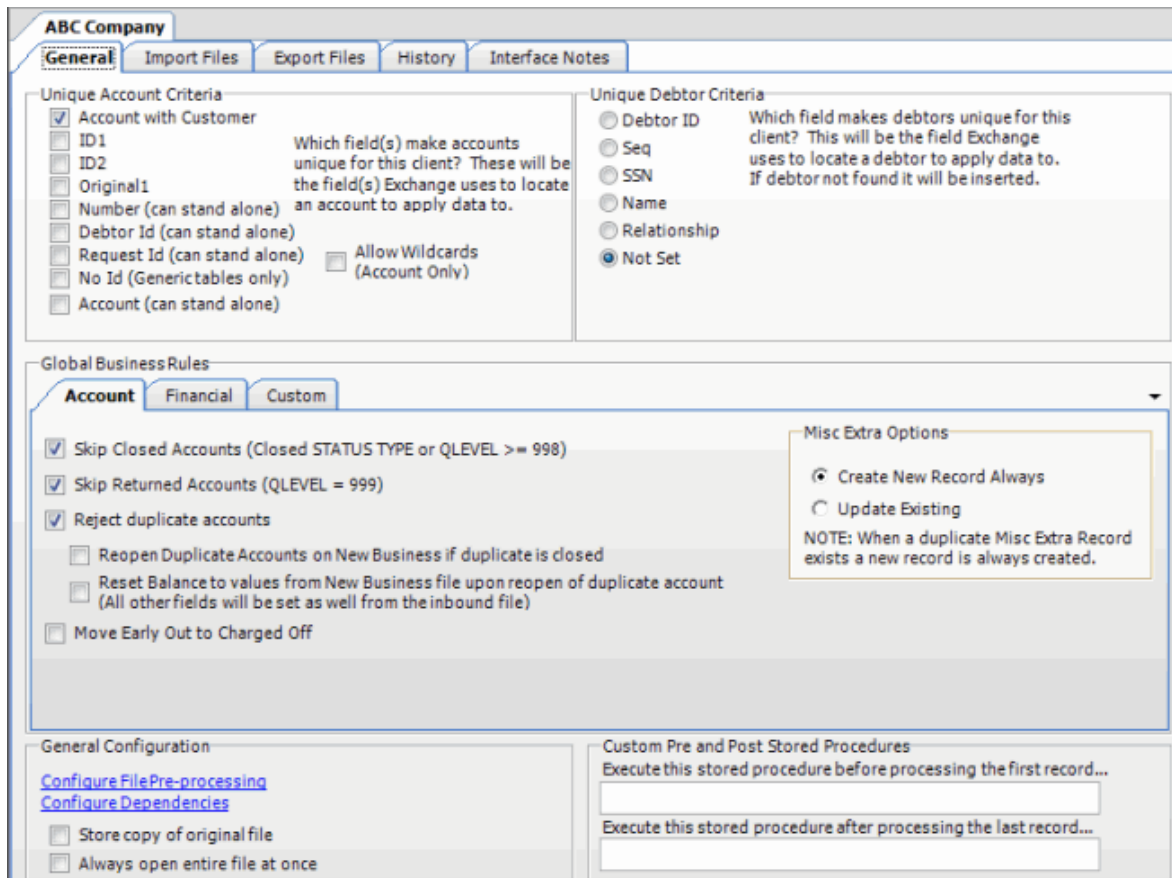 ABC Company
General
Import Files
Export Files
History
Interface Notes
Unique Account Criteria
Account with Customer
ID1
ID2
Original1
Number (can stand alone)
Debtor Id (can stand alone)
Request Id (can stand alone)
No Id (Generic tables only)
Account (can stand alone)
Which field(s) make accounts
unique for this client? These will be
the field(s) Exchange uses to locate
an account to apply data to.
Allow Wildcards
(Account Only)
Unique Debtor Criteria
Debtor ID
Seq
SSN
Name
Relationship
Not Set
Which field makes debtors unique for this
client? This will be the field Exchange
uses to locate a debtor to apply data to.
If debtor not found it will be inserted.
Global Business Rules
Account
Financial
Custom
Skip Closed Accounts (Closed STATUS TYPE or QLEVEL >= 998)
Skip Returned Accounts (QLEVEL = 999)
Reject duplicate accounts
Reopen Duplicate Accounts on New Business if duplicate is closed
Reset Balance to values from New Business file upon reopen of duplicate account
(All other fields will be set as well from the inbound file)
Move Early Out to Charged Off
Misc Extra Options
Create New Record Always
Update Existing
NOTE: When a duplicate Misc Extra Record
exists a new record is always created.
General Configuration
Configure File Pre-processing
Configure Dependencies
Store copy of original file
Always open entire file at once
Custom Pre and Post Stored Procedures
Execute this stored procedure before processing the first record...
Execute this stored procedure after processing the last record...